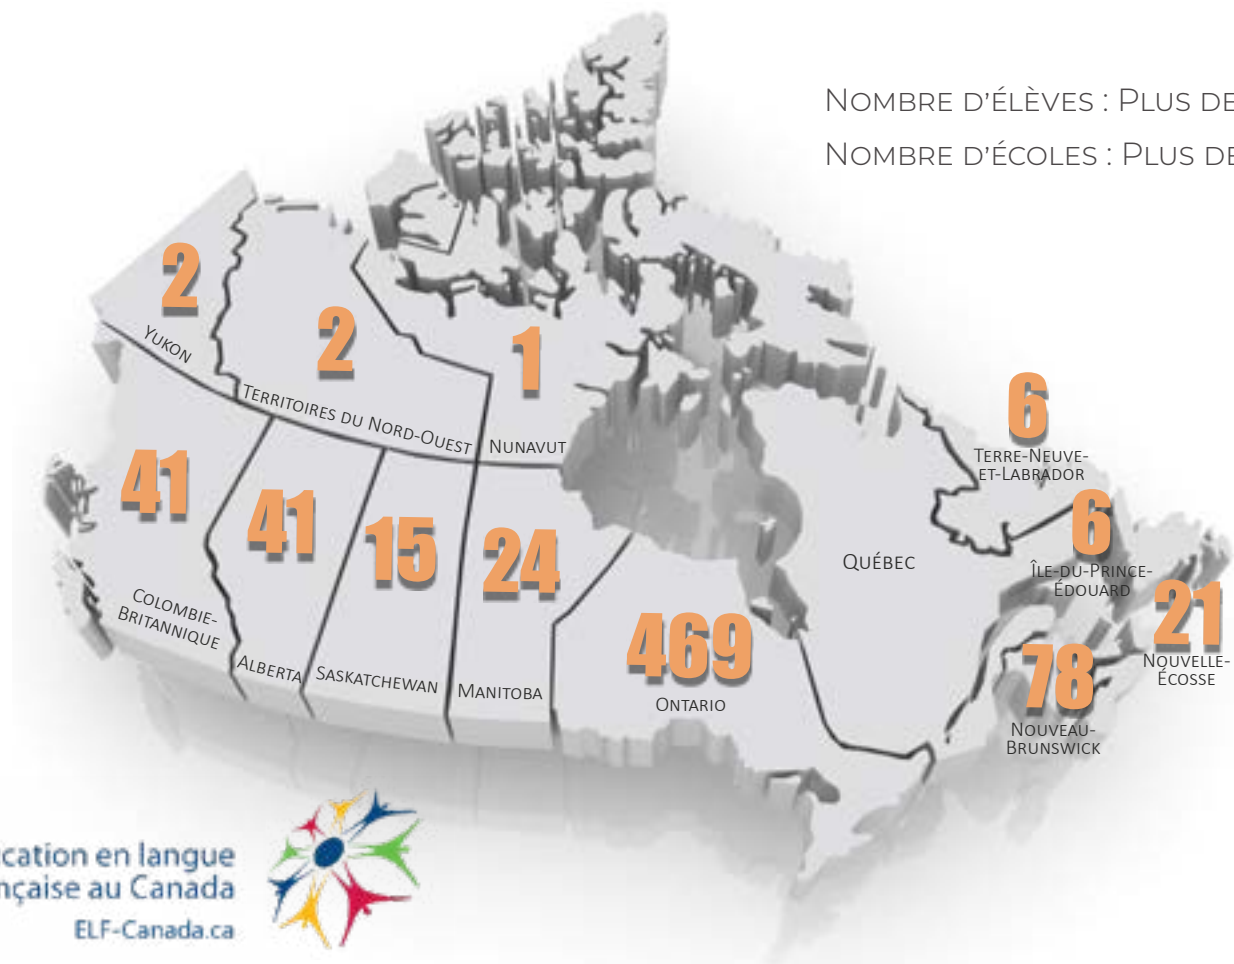 NOMBRE D'ÉLÈVES : PLUS DE
NOMBRE D'ÉCOLES : PLUS DE
2
YUKON
2
TERRITOIRES DU NORD-OUEST
1
NUNAVUT
6
TERRE-NEUVE-
ET-LABRADOR
41
COLOMBIE-
BRITANNIQUE
41
ALBERTA
15
SASKATCHEWAN
24
MANITOBA
469
ONTARIO
QUÉBEC
6
ÎLE-DU-PRINCE-
ÉDOUARD
21
NOUVELLE-
ÉCOSSE
78
NOUVEAU-
BRUNSWICK
cation en langue
nçaise au Canada
ELF-Canada.ca